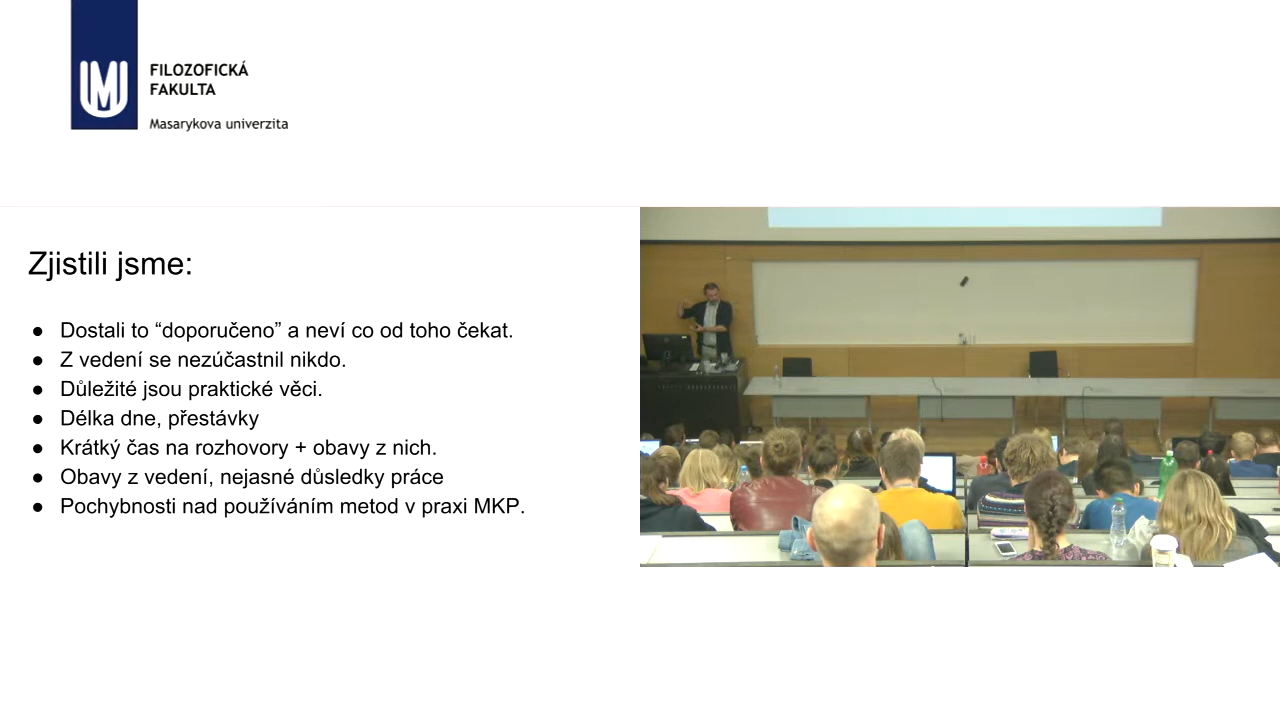 FILOZOFICKÁ
FAKULTA
Masarykova univerzita
Zjistili jsme:
● Dostali to “doporučeno” a neví co od toho čekat.
● Z vedení se nezúčastnil nikdo.
● Důležité jsou praktické věci.
● Délka dne, přestávky
● Krátký čas na rozhovory + obavy z nich.
● Obavy z vedení, nejasné důsledky práce
● Pochybnosti nad používáním metod v praxi MKP.